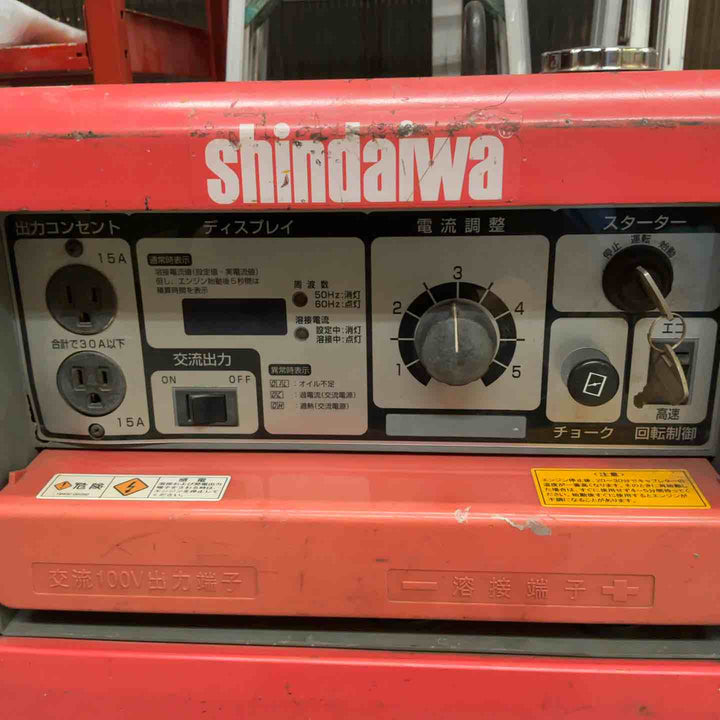 shindaiwa
出力コンセント
15A
合計で30A以下
15A
ディスプレイ
通常時表示
溶接電流値(設定値・実電流値)
但し、エンジン始動後5秒間は
積算時間を表示
周波数
50Hz:消灯
60Hz:点灯
溶接電流
設定中:消灯
溶接中:点灯
交流出力
ON OFF
異常時表示
:オイル不足
:過電流(交流電源)
:過熱(交流電源)
電流調整
1 2 3 4 5
スターター
停止 運転 始動
チョーク
エコ
高速
回転制御
危険
感電
<注意>
交流100V出力端子
ー 溶接端子 +